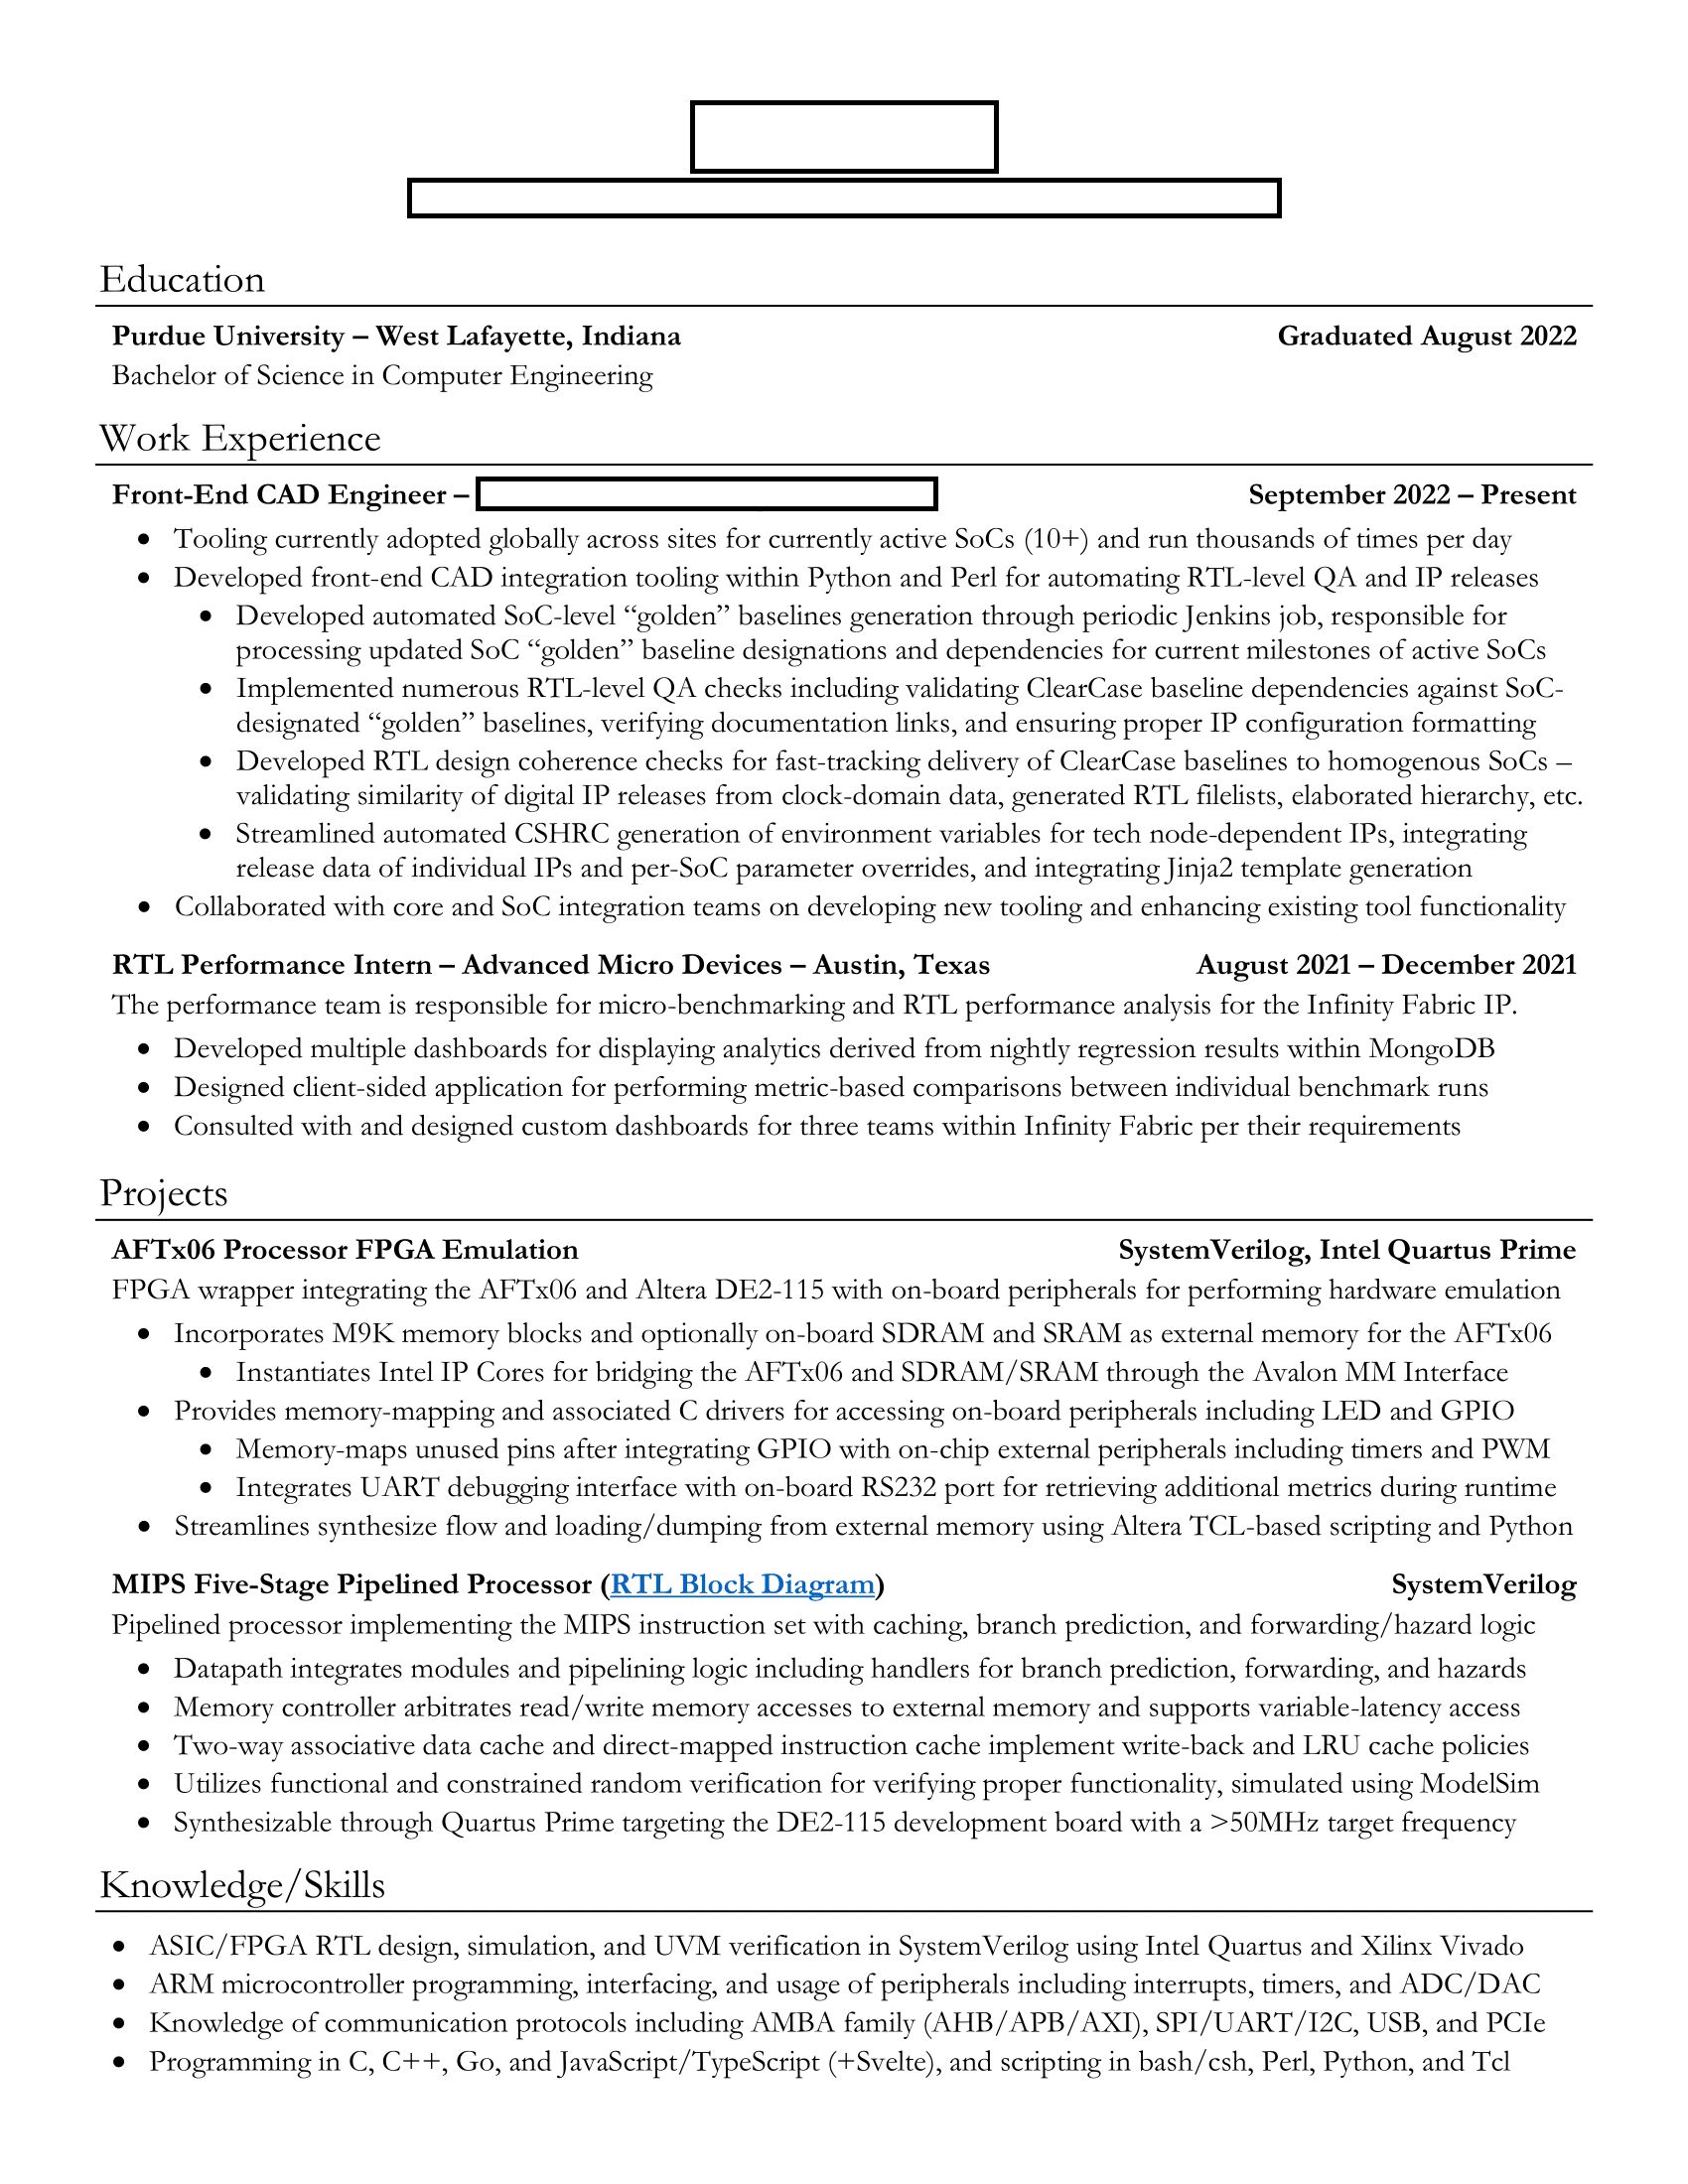 Education
Purdue University – West Lafayette, Indiana Graduated August 2022
Bachelor of Science in Computer Engineering
Work Experience
Front-End CAD Engineer – September 2022 – Present
• Tooling currently adopted globally across sites for currently active SoCs (10+) and run thousands of times per day
• Developed front-end CAD integration tooling within Python and Perl for automating RTL-level QA and IP releases
• Developed automated SoC-level “golden” baselines generation through periodic Jenkins job, responsible for
processing updated SoC “golden” baseline designations and dependencies for current milestones of active SoCs
• Implemented numerous RTL-level QA checks including validating ClearCase baseline dependencies against SoC-
designated “golden” baselines, verifying documentation links, and ensuring proper IP configuration formatting
• Developed RTL design coherence checks for fast-tracking delivery of ClearCase baselines to homogenous SoCs –
validating similarity of digital IP releases from clock-domain data, generated RTL filelists, elaborated hierarchy, etc.
• Streamlined automated CSHRC generation of environment variables for tech node-dependent IPs, integrating
release data of individual IPs and per-SoC parameter overrides, and integrating Jinja2 template generation
• Collaborated with core and SoC integration teams on developing new tooling and enhancing existing tool functionality
RTL Performance Intern – Advanced Micro Devices – Austin, Texas August 2021 – December 2021
The performance team is responsible for micro-benchmarking and RTL performance analysis for the Infinity Fabric IP.
• Developed multiple dashboards for displaying analytics derived from nightly regression results within MongoDB
• Designed client-sided application for performing metric-based comparisons between individual benchmark runs
• Consulted with and designed custom dashboards for three teams within Infinity Fabric per their requirements
Projects
AFTx06 Processor FPGA Emulation SystemVerilog, Intel Quartus Prime
FPGA wrapper integrating the AFTx06 and Altera DE2-115 with on-board peripherals for performing hardware emulation
• Incorporates M9K memory blocks and optionally on-board SDRAM and SRAM as external memory for the AFTx06
• Instantiates Intel IP Cores for bridging the AFTx06 and SDRAM/SRAM through the Avalon MM Interface
• Provides memory-mapping and associated C drivers for accessing on-board peripherals including LED and GPIO
• Memory-maps unused pins after integrating GPIO with on-chip external peripherals including timers and PWM
• Integrates UART debugging interface with on-board RS232 port for retrieving additional metrics during runtime
• Streamlines synthesize flow and loading/dumping from external memory using Altera TCL-based scripting and Python
MIPS Five-Stage Pipelined Processor (RTL Block Diagram) SystemVerilog
Pipelined processor implementing the MIPS instruction set with caching, branch prediction, and forwarding/hazard logic
• Datapath integrates modules and pipelining logic including handlers for branch prediction, forwarding, and hazards
• Memory controller arbitrates read/write memory accesses to external memory and supports variable-latency access
• Two-way associative data cache and direct-mapped instruction cache implement write-back and LRU cache policies
• Utilizes functional and constrained random verification for verifying proper functionality, simulated using ModelSim
• Synthesizable through Quartus Prime targeting the DE2-115 development board with a >50MHz target frequency
Knowledge/Skills
• ASIC/FPGA RTL design, simulation, and UVM verification in SystemVerilog using Intel Quartus and Xilinx Vivado
• ARM microcontroller programming, interfacing, and usage of peripherals including interrupts, timers, and ADC/DAC
• Knowledge of communication protocols including AMBA family (AHB/APB/AXI), SPI/UART/I2C, USB, and PCIe
• Programming in C, C++, Go, and JavaScript/TypeScript (+Svelte), and scripting in bash/csh, Perl, Python, and Tcl